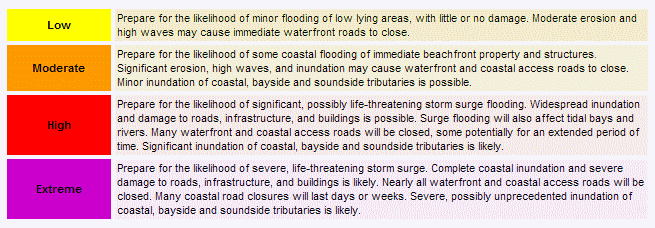 Low
Prepare for the likelihood of minor flooding of low lying areas, with little or no damage. Moderate erosion and
high waves may cause immediate waterfront roads to close.
Moderate
Prepare for the likelihood of some coastal flooding of immediate beachfront property and structures.
Significant erosion, high waves, and inundation may cause waterfront and coastal access roads to close.
Minor inundation of coastal, bayside and soundside tributaries is possible.
High
Prepare for the likelihood of significant, possibly life-threatening storm surge flooding. Widespread inundation
and damage to roads, infrastructure, and buildings is possible. Surge flooding will also affect tidal bays and
rivers. Many waterfront and coastal access roads will be closed, some potentially for an extended period of
time. Significant inundation of coastal, bayside and soundside tributaries is likely.
Extreme
Prepare for the likelihood of severe, life-threatening storm surge. Complete coastal inundation and severe
damage to roads, infrastructure, and buildings is likely. Nearly all waterfront and coastal access roads will be
closed. Many coastal road closures will last days or weeks. Severe, possibly unprecedented inundation of
coastal, bayside and soundside tributaries is likely.